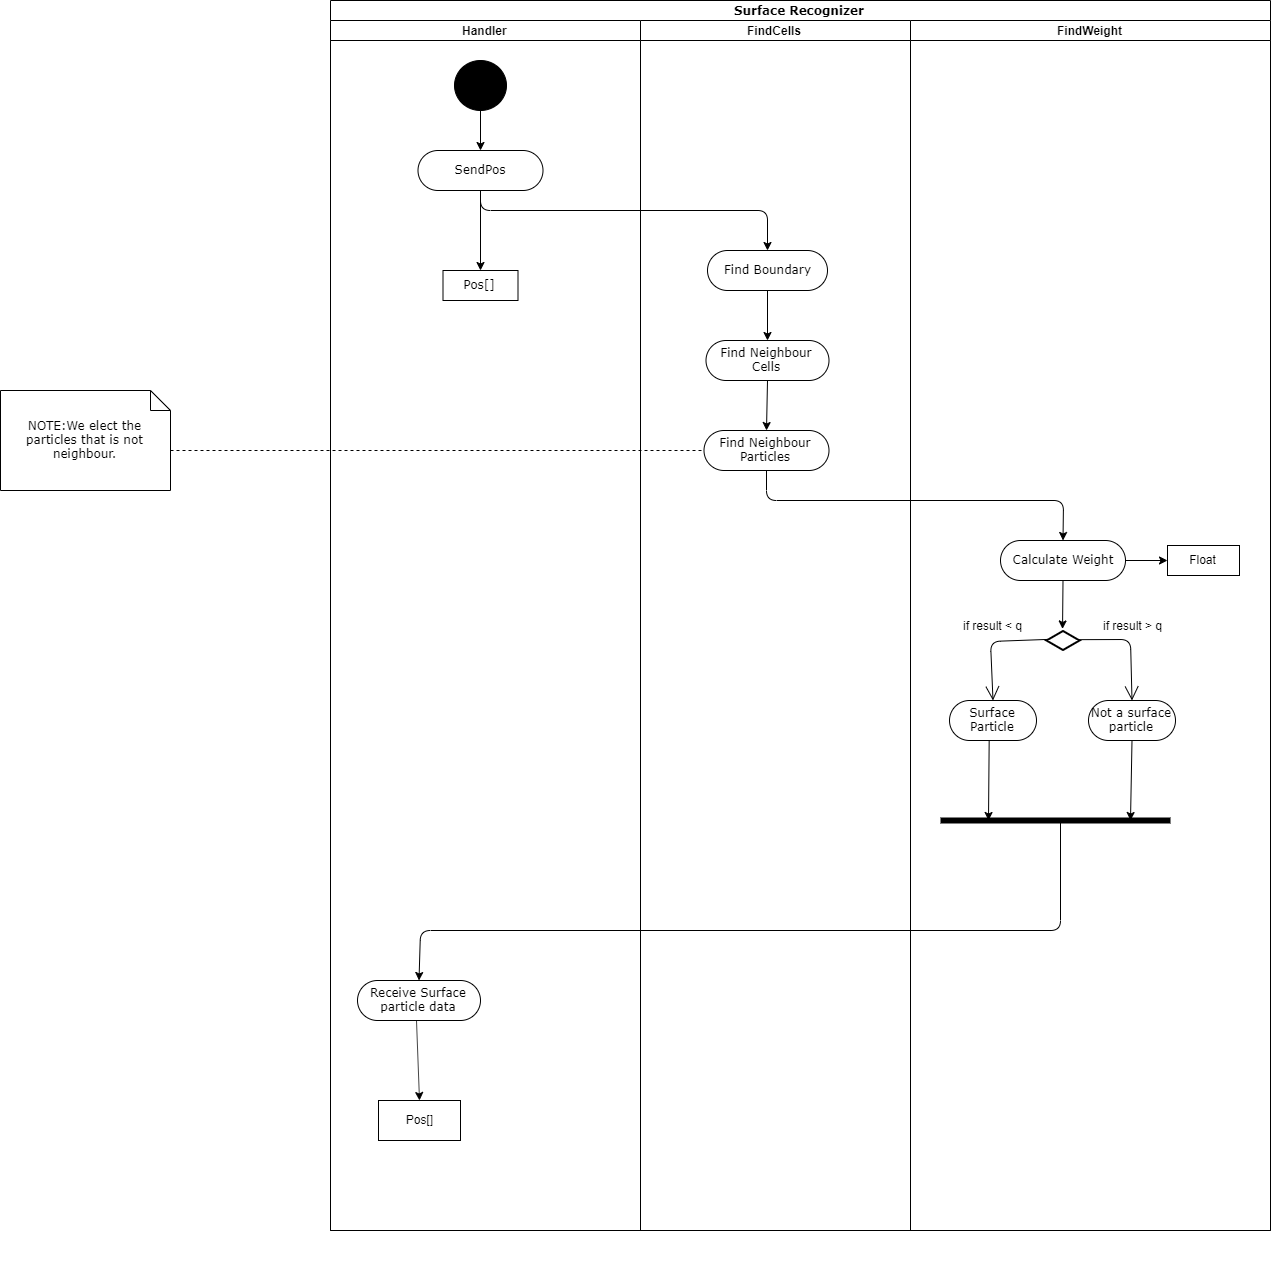 Surface Recognizer
Handler
FindCells
FindWeight
SendPos
Find Boundary
Pos[]
Find Neighbour
Cells
NOTE:We elect the
particles that is not
neighbour.
Find Neighbour
Particles
Calculate Weight
Float
if result < q
if result > q
Surface
Particle
Not a surface
particle
Receive Surface
particle data
Pos[]